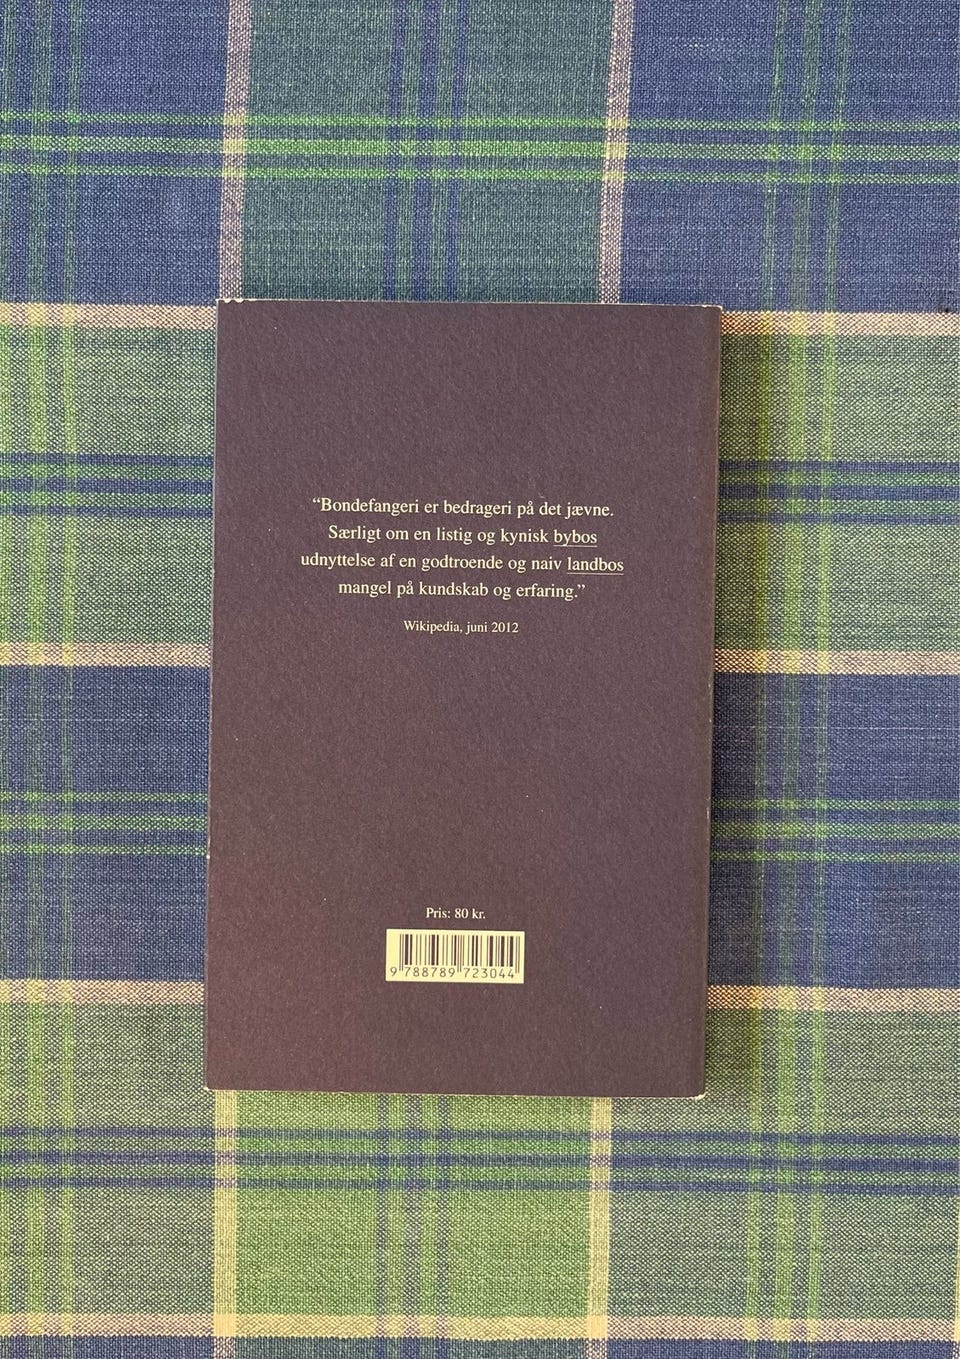 “Bondefangeri er bedrageri på det jævne.
Særligt om en listig og kynisk bybos
udnyttelse af en godtroende og naiv landbos
mangel på kundskab og erfaring.”
Wikipedia, juni 2012
Pris: 80 kr.
9 788789 723044